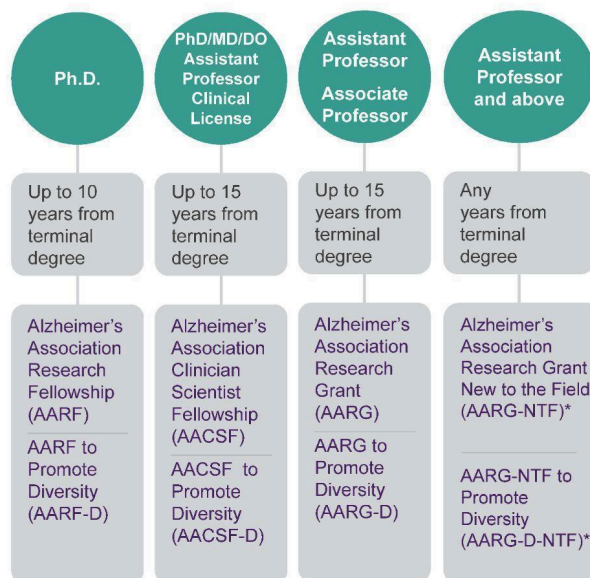 Ph.D.
PhD/MD/DO
Assistant
Professor
Clinical
License
Assistant
Professor
Associate
Professor
Assistant
Professor
and above
Up to 10
years from
terminal
degree
Up to 15
years from
terminal
degree
Up to 15
years from
terminal
degree
Any
years from
terminal
degree
Alzheimer's
Association
Research
Fellowship
(AARF)
AARF to
Promote
Diversity
(AARF-D)
Alzheimer's
Association
Clinician
Scientist
Fellowship
(AACSF)
AACSF to
Promote
Diversity
(AACSF-D)
Alzheimer's
Association
Research
Grant
(AARG)
AARG to
Promote
Diversity
(AARG-D)
Alzheimer's
Association
Research Grant
New to the Field
(AARG-NTF)*
AARG-NTF to
Promote
Diversity
(AARG-D-NTF)*